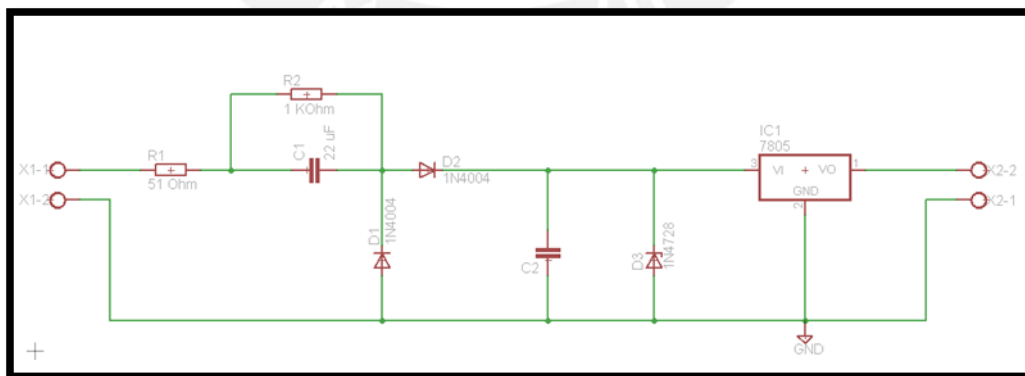 R2
1 KOhm
C1
22 uF
X1-1
R1
51 Ohm
X1-2
D2
1N4004
D1
1N4004
C2
D3
1N4728
IC1
7805
3
VI
VO
1
GND
2
X2-2
X2-1
GND